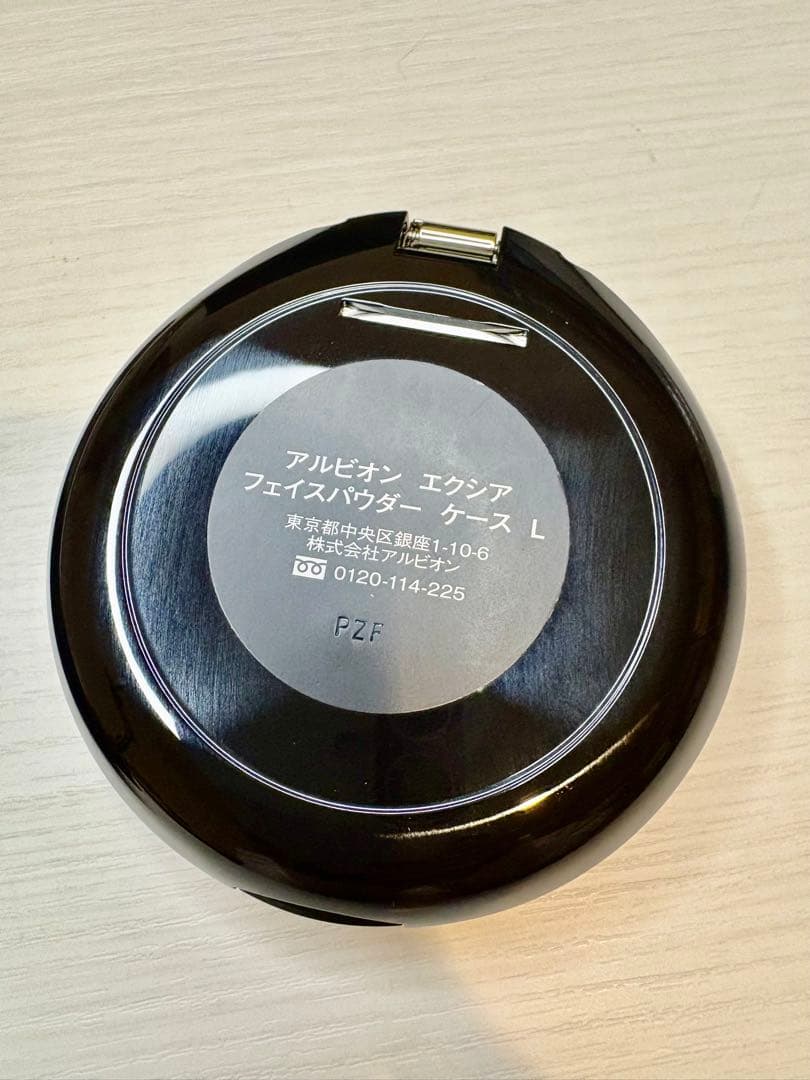 アルビオン エクシア
フェイスパウダー ケース L
東京都中央区銀座1-10-6
株式会社アルビオン
0120-114-225
PZF